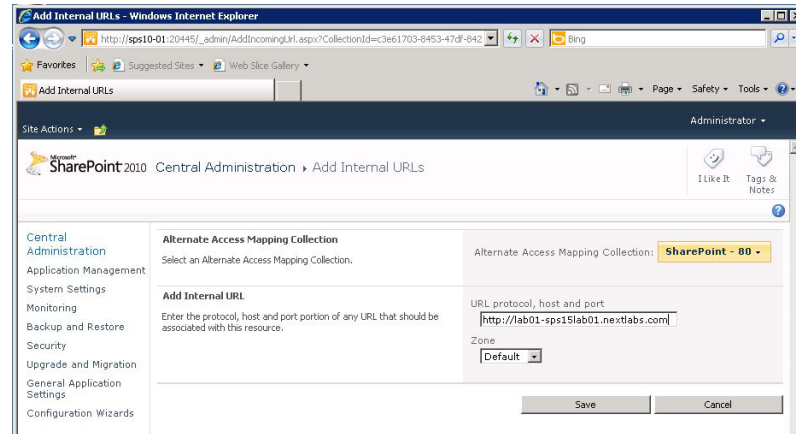 Add Internal URLs - Windows Internet Explorer
http://sps10-01:20445/_admin/AddIncomingUrl.aspx?CollectionId=c3e61703-8453-47df-842
Bing
Favorites Suggested Sites Web Slice Gallery
Add Internal URLs
Page Safety Tools
Administrator
Site Actions
Microsoft
SharePoint 2010 Central Administration Add Internal URLs
I Like It
Tags &
Notes
Central
Administration
Application Management
System Settings
Monitoring
Backup and Restore
Security
Upgrade and Migration
General Application
Settings
Configuration Wizards
Alternate Access Mapping Collection
Select an Alternate Access Mapping Collection.
Alternate Access Mapping Collection: SharePoint - 80
Add Internal URL
Enter the protocol, host and port portion of any URL that should be
associated with this resource.
URL protocol, host and port
http://lab01-sps15lab01.nextlabs.com
Zone
Default
Save Cancel